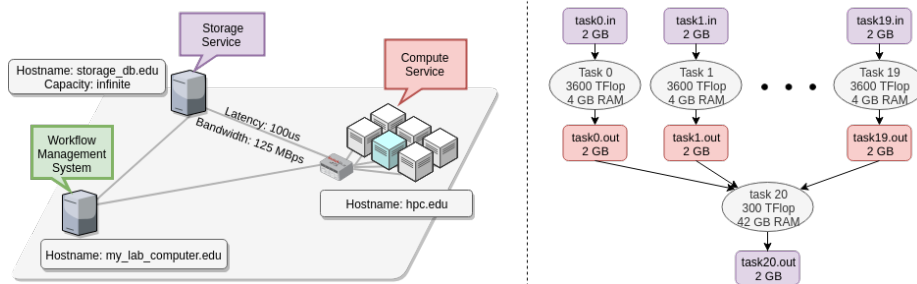 Storage
Service
Hostname: storage_db.edu
Capacity: infinite
Compute
Service
Latency: 100us
Bandwidth: 125 MBps
Workflow
Management
System
Hostname: hpc.edu
Hostname: my_lab_computer.edu
task0.in
2 GB
task1.in
2 GB
task19.in
2 GB
Task 0
3600 TFlop
4 GB RAM
Task 1
3600 TFlop
4 GB RAM
Task 19
3600 TFlop
4 GB RAM
task0.out
2 GB
task1.out
2 GB
task19.out
2 GB
task 20
300 TFlop
42 GB RAM
task20.out
2 GB